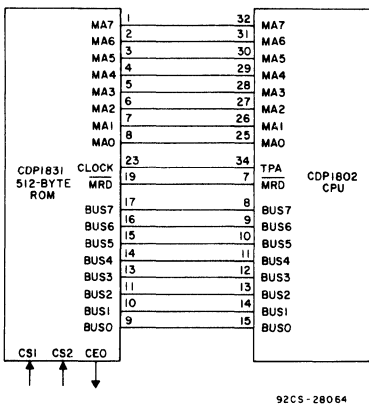 1 32
MA7 MA7
2 31
MA6 MA6
3 30
MA5 MA5
4 29
MA4 MA4
5 28
MA3 MA3
6 27
MA2 MA2
7 26
MA1 MA1
8 25
MA0 MA0
23 34
CLOCK TPA
19 7
MRD MRD
CDP1831
512-BYTE
ROM
CDP1802
CPU
17 8
BUS7 BUS7
16 9
BUS6 BUS6
15 10
BUS5 BUS5
14 11
BUS4 BUS4
13 12
BUS3 BUS3
11 13
BUS2 BUS2
10 14
BUS1 BUS1
9 15
BUS0 BUS0
CS1 CS2 CEO
92CS-28064